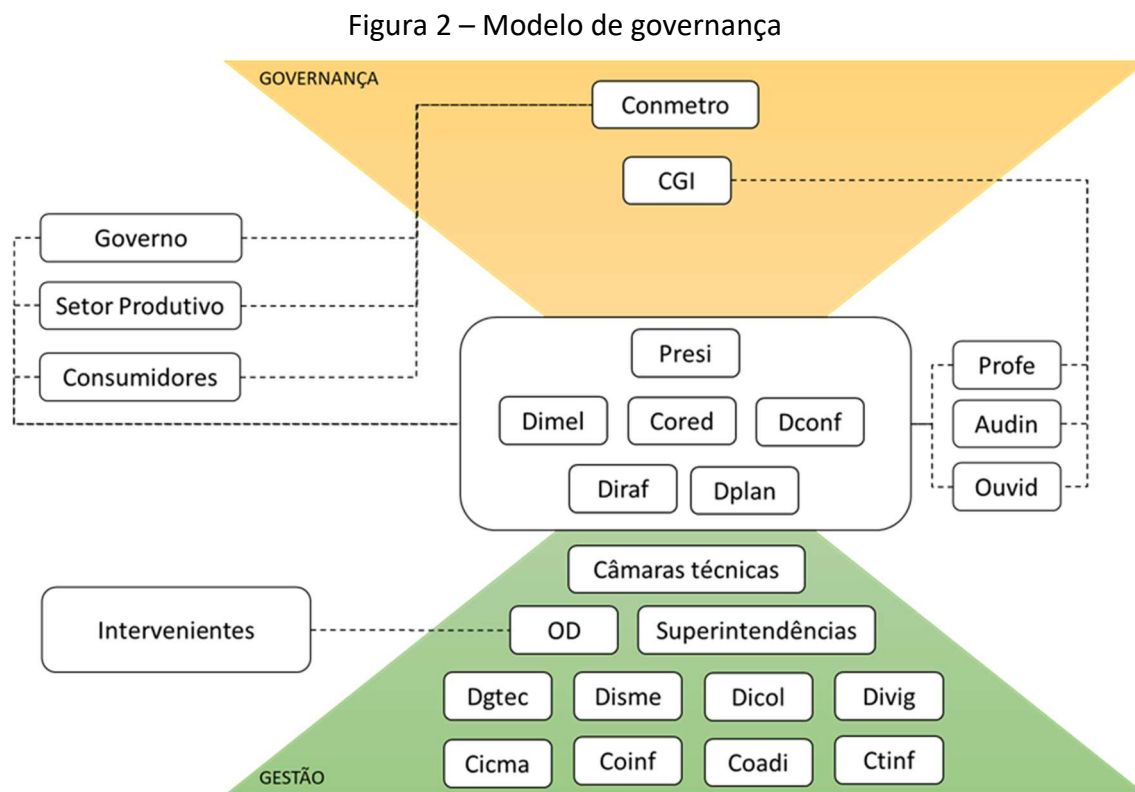 Figura 2 – Modelo de governança
GOVERNANÇA
Conmetro
CGI
Governo
Setor Produtivo
Consumidores
Presi
Dimel
Cored
Dconf
Diraf
Dplan
Profe
Audin
Ouvid
Câmaras técnicas
Intervenientes
OD
Superintendências
Dgtec
Disme
Dicol
Divig
Cicma
Coinf
Coadi
Ctinf
GESTÃO